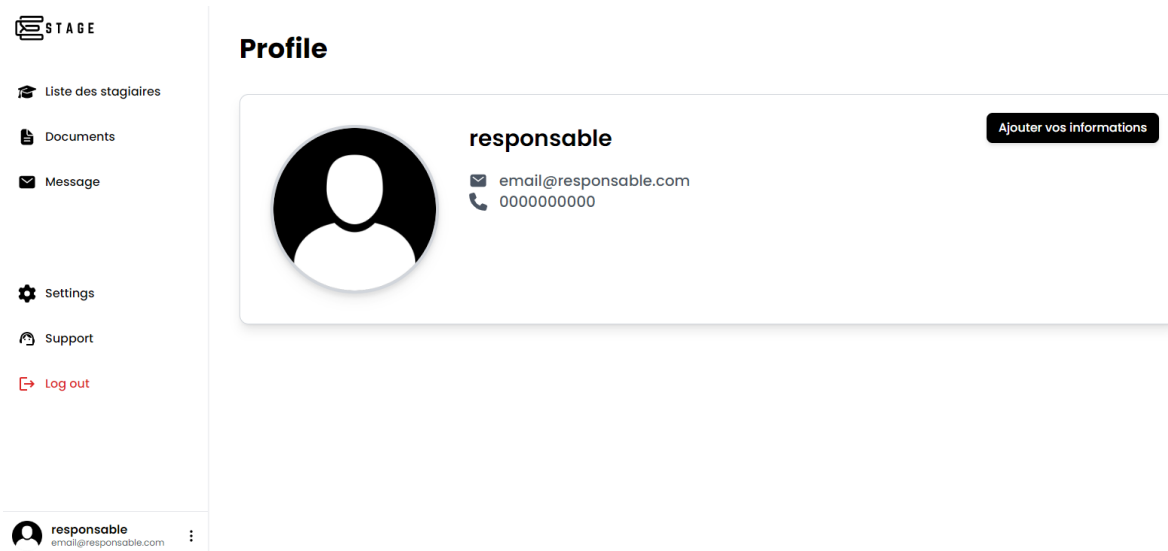 STAGE
Liste des stagiaires
Documents
Message
Settings
Support
Log out
responsable
email@responsable.com
Profile
responsable
email@responsable.com
0000000000
Ajouter vos informations